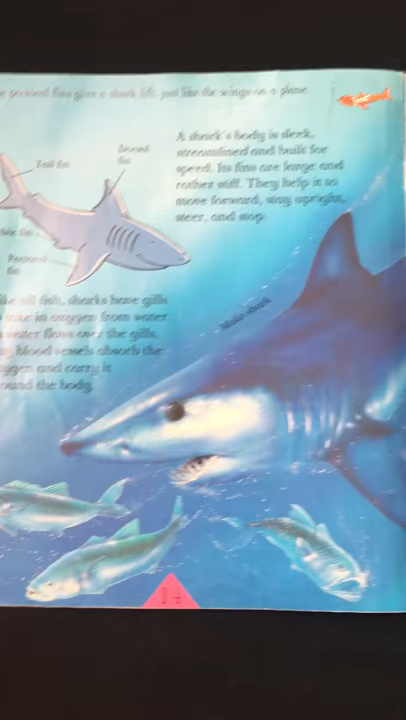 pectoral fins give a shark lift, just like the wings on a plane.
A shark's body is sleek,
streamlined and built for
speed. Its fins are large and
rather stiff. They help it to
move forward, stay upright,
steer, and stop.
Tail fin
Dorsal
fin
Pectoral
fin
all fish, sharks have gills
take in oxygen from water
water flows over the gills,
blood vessels absorb the
and carry it
around the body.
Mako shark